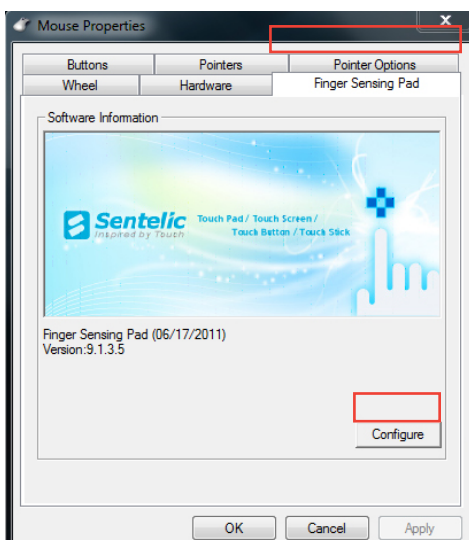 Mouse Properties
X
Buttons Pointers Pointer Options
Wheel Hardware Finger Sensing Pad
Software Information
Sentelic
Inspired by Touch
Touch Pad / Touch Screen /
Touch Button / Touch Stick
Finger Sensing Pad (06/17/2011)
Version:9.1.3.5
Configure
OK Cancel Apply